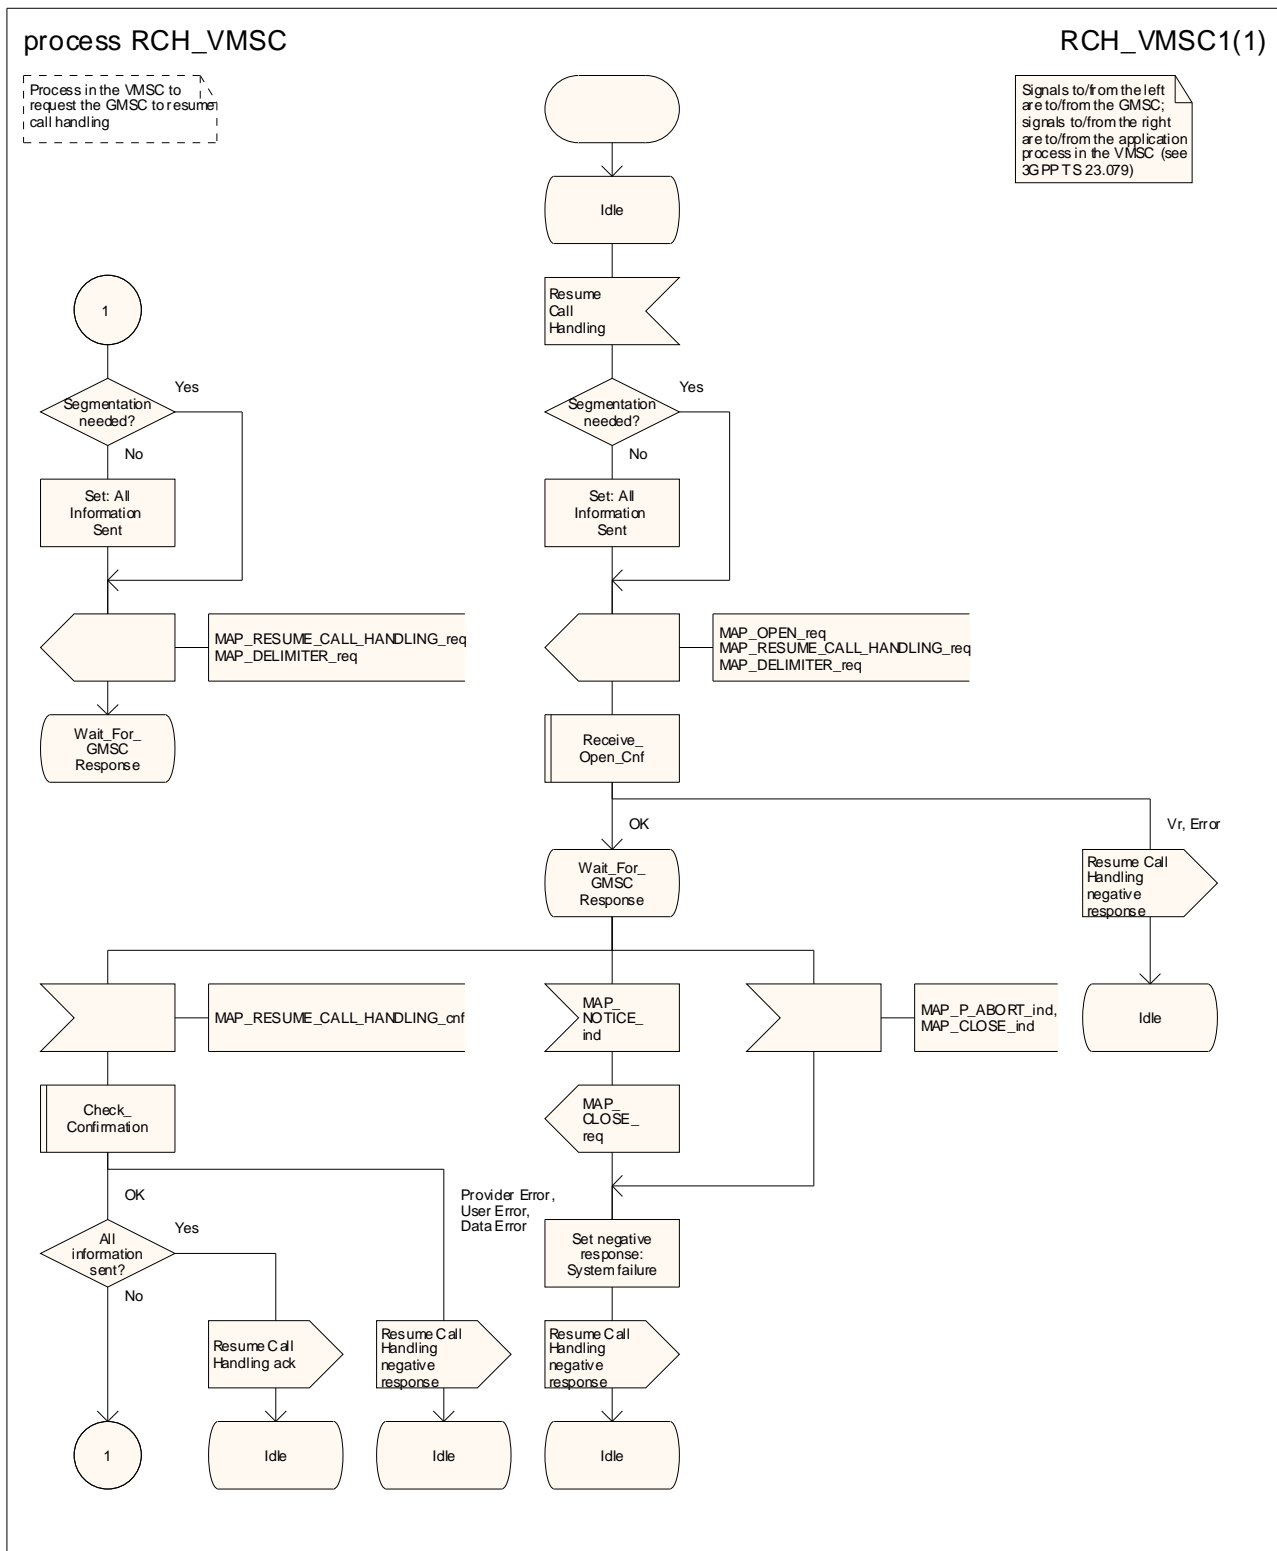 process RCH_VMSC
RCH_VMSC1(1)
Process in the VMSC to
request the GMSC to resume
call handling
Signals to/from the left
are to/from the GMSC;
signals to/from the right
are to/from the application
process in the VMSC (see
3GPP TS 23.079)
Idle
Resume
Call
Handling
1
Yes
Segmentation
needed?
No
Yes
Segmentation
needed?
No
Set: All
Information
Sent
Set: All
Information
Sent
MAP_RESUME_CALL_HANDLING_req
MAP_DELIMITER_req
MAP_OPEN_req
MAP_RESUME_CALL_HANDLING_req
MAP_DELIMITER_req
Wait_For_
GMSC
Response
Receive_
Open_Cnf
OK
Vr, Error
Wait_For_
GMSC
Response
Resume Call
Handling
negative
response
MAP_RESUME_CALL_HANDLING_cnf
MAP_
NOTICE_
ind
MAP_P_ABORT_ind,
MAP_CLOSE_ind
Idle
Check_
Confirmation
MAP_
CLOSE_
req
OK
Provider Error,
User Error,
Data Error
All
information
sent?
Yes
No
Set negative
response:
System failure
Resume Call
Handling ack
Resume Call
Handling
negative
response
Resume Call
Handling
negative
response
1
Idle
Idle
Idle